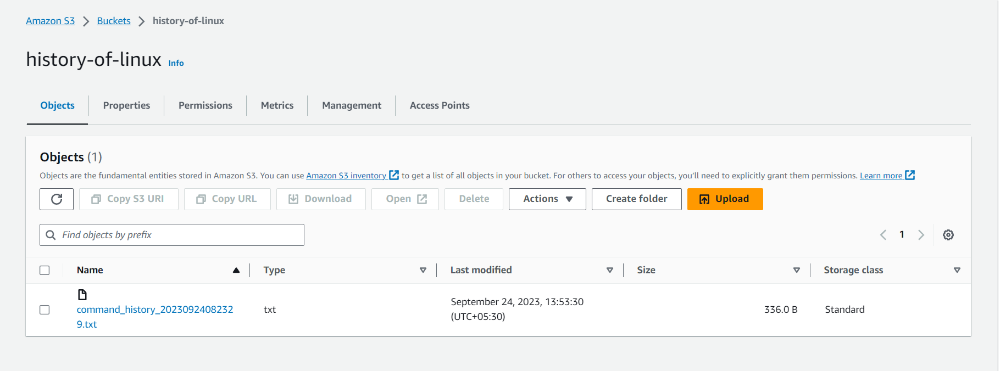 Amazon S3 > Buckets > history-of-linux
history-of-linux Info
Objects Properties Permissions Metrics Management Access Points
Objects (1)
Objects are the fundamental entities stored in Amazon S3. You can use Amazon S3 inventory to get a list of all objects in your bucket. For others to access your objects, you'll need to explicitly grant them permissions. Learn more
Copy S3 URI Copy URL Download Open Delete Actions Create folder Upload
Find objects by prefix 1
Name Type Last modified Size Storage class
command_history_2023092408232
9.txt
txt
September 24, 2023, 13:53:30
(UTC+05:30)
336.0 B
Standard